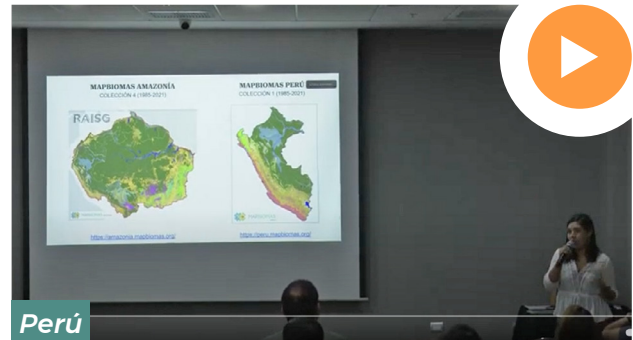 MAPBIOMAS AMAZONÍA
COLECCIÓN 4 (1985-2021)
RAISG
https://amazonia.mapbiomas.org/
MAPBIOMAS PERÚ
COLECCIÓN 1 (1985-2021)
https://peru.mapbiomas.org/
Perú